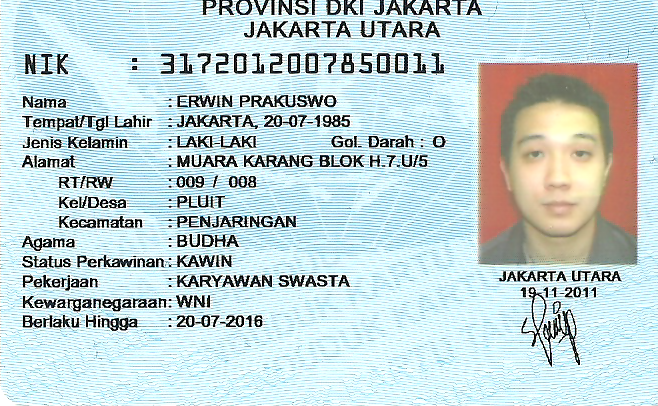 PROVINSI DKI JAKARTA
JAKARTA UTARA
NIK : 3172012007850011
Nama : ERWIN PRAKUSWO
Tempat/Tgl Lahir : JAKARTA, 20-07-1985
Jenis Kelamin : LAKI-LAKI Gol. Darah : O
Alamat : MUARA KARANG BLOK H.7.U/5
RT/RW : 009 / 008
Kel/Desa : PLUIT
Kecamatan : PENJARINGAN
Agama : BUDHA
Status Perkawinan : KAWIN
Pekerjaan : KARYAWAN SWASTA
Kewarganegaraan : WNI
Berlaku Hingga : 20-07-2016
JAKARTA UTARA
19-11-2011